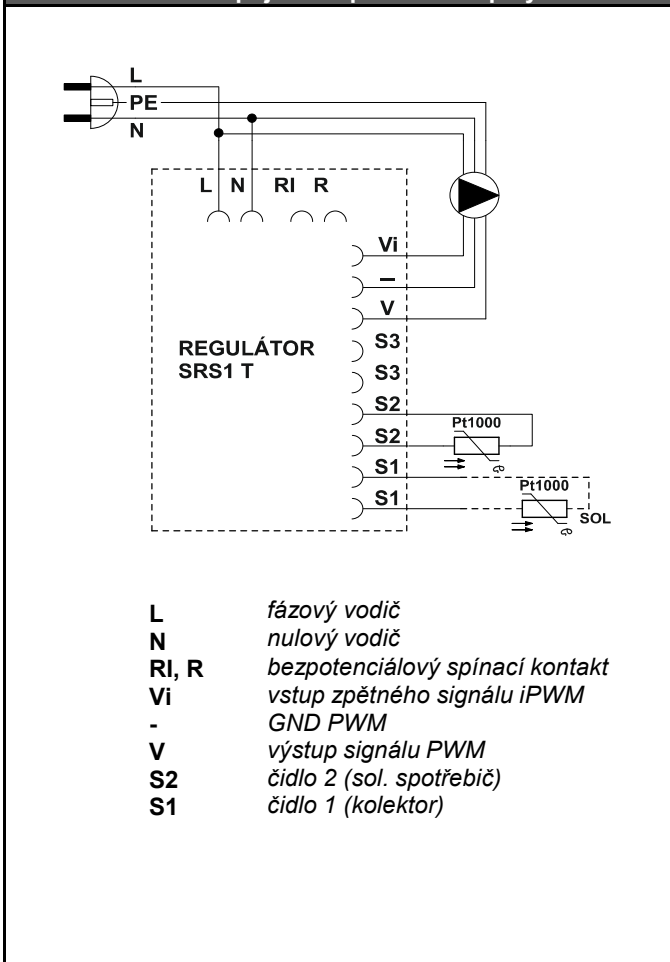 L
PE
N
L N RI R
Vi
–
V
REGULÁTOR
SRS1 T
S3
S3
S2
Pt1000
S2
S1
Pt1000
S1
SOL
L fázový vodič
N nulový vodič
RI, R bezpotenciálový spínací kontakt
Vi vstup zpětného signálu iPWM
- GND PWM
V výstup signálu PWM
S2 čidlo 2 (sol. spotřebič)
S1 čidlo 1 (kolektor)